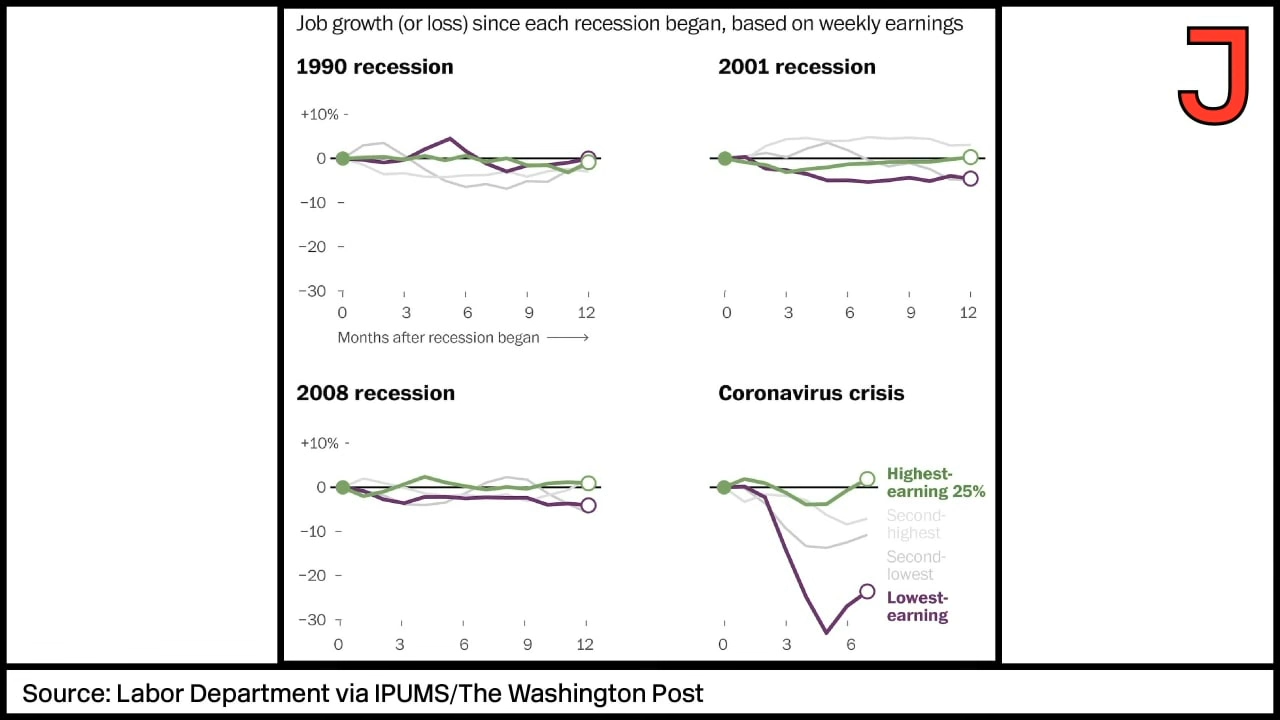 Job growth (or loss) since each recession began, based on weekly earnings
J
1990 recession
+10%
0
−10
−20
−30
0 3 6 9 12
Months after recession began
2001 recession
0 3 6 9 12
2008 recession
+10%
0
−10
−20
−30
0 3 6 9 12
Coronavirus crisis
Highest-
earning 25%
Second-
highest
Second-
lowest
Lowest-
earning
0 3 6
Source: Labor Department via IPUMS/The Washington Post